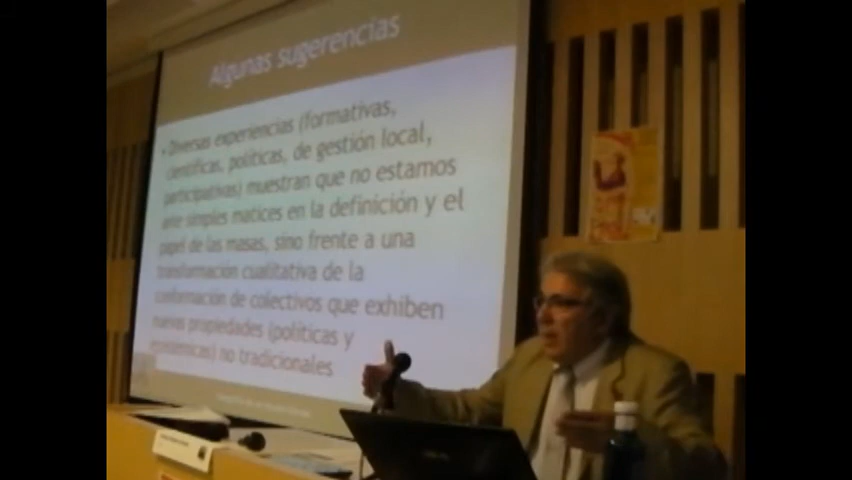 Algunas sugerencias
• Diversas experiencias (formativas,
científicas, políticas, de gestión local,
participativas) muestran que no estamos
ante simples matices en la definición y el
papel de las masas, sino frente a una
transformación cualitativa de la
conformación de colectivos que exhiben
nuevas propiedades (políticas y
económicas) no tradicionales